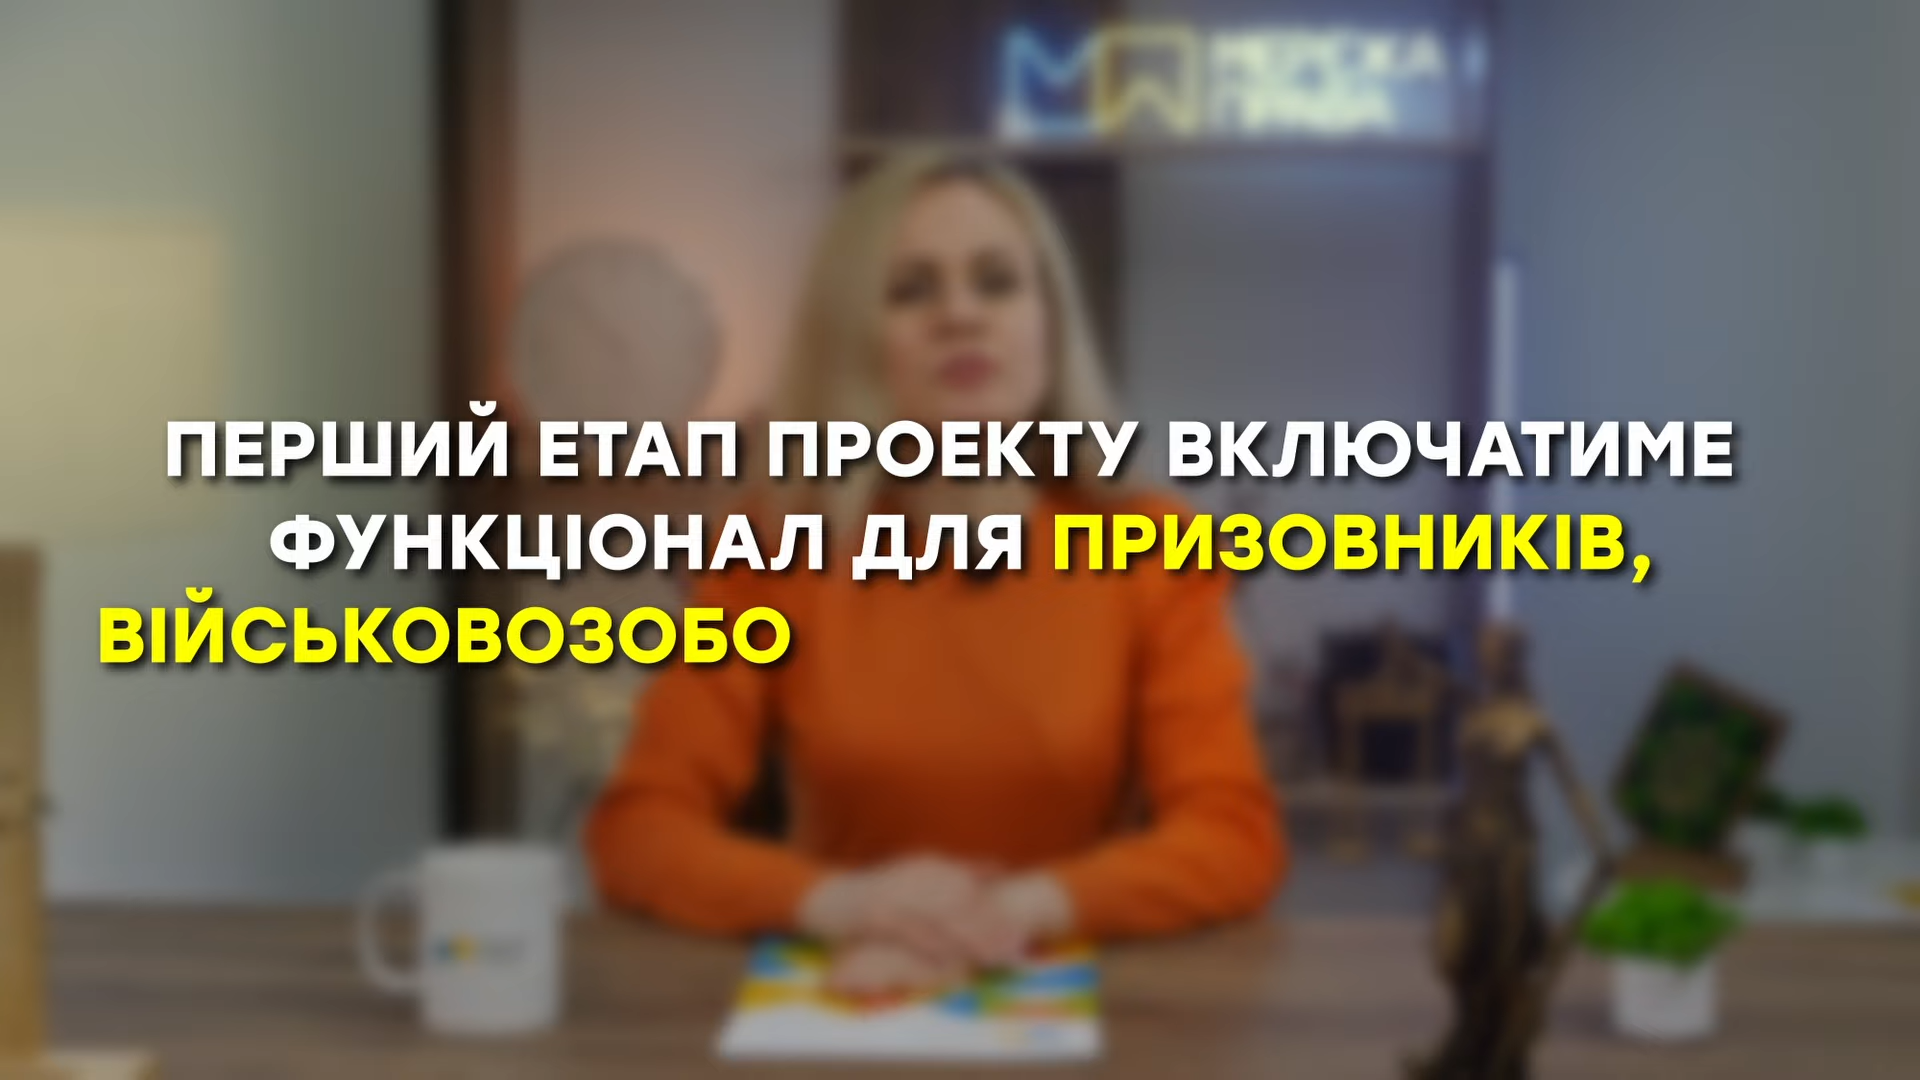 ПЕРШИЙ ЕТАП ПРОЕКТУ ВКЛЮЧАТИМЕ
ФУНКЦІОНАЛ ДЛЯ ПРИЗОВНИКІВ,
ВІЙСЬКОВОЗОБО